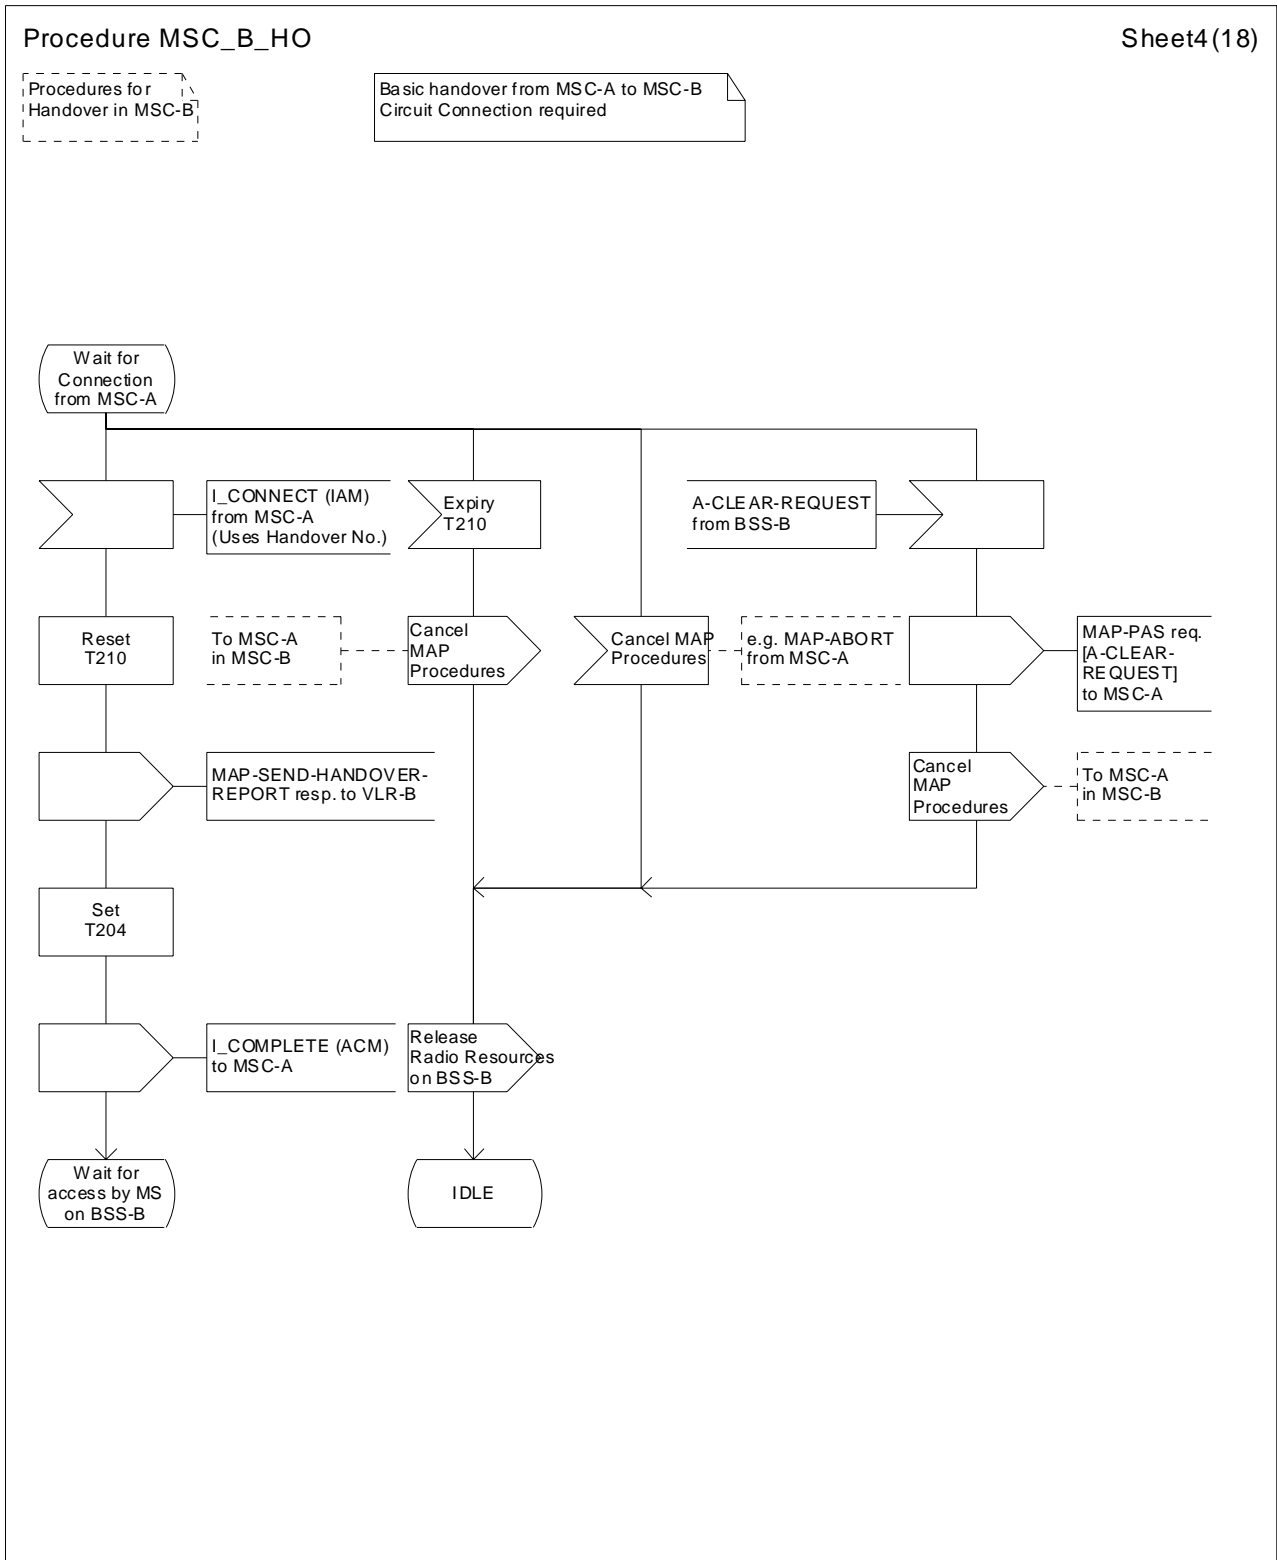 Procedure MSC_B_HO
Sheet4(18)
Procedures for
Handover in MSC-B
Basic handover from MSC-A to MSC-B
Circuit Connection required
Wait for
Connection
from MSC-A
I_CONNECT (IAM)
from MSC-A
(Uses Handover No.)
Expiry
T210
A-CLEAR-REQUEST
from BSS-B
Reset
T210
To MSC-A
in MSC-B
Cancel
MAP
Procedures
Cancel MAP
Procedures
e.g. MAP-ABORT
from MSC-A
MAP-PAS req.
[A-CLEAR-
REQUEST]
to MSC-A
MAP-SEND-HANDOVER-
REPORT resp. to VLR-B
Cancel
MAP
Procedures
To MSC-A
in MSC-B
Set
T204
I_COMPLETE (ACM)
to MSC-A
Release
Radio Resources
on BSS-B
Wait for
access by MS
on BSS-B
IDLE